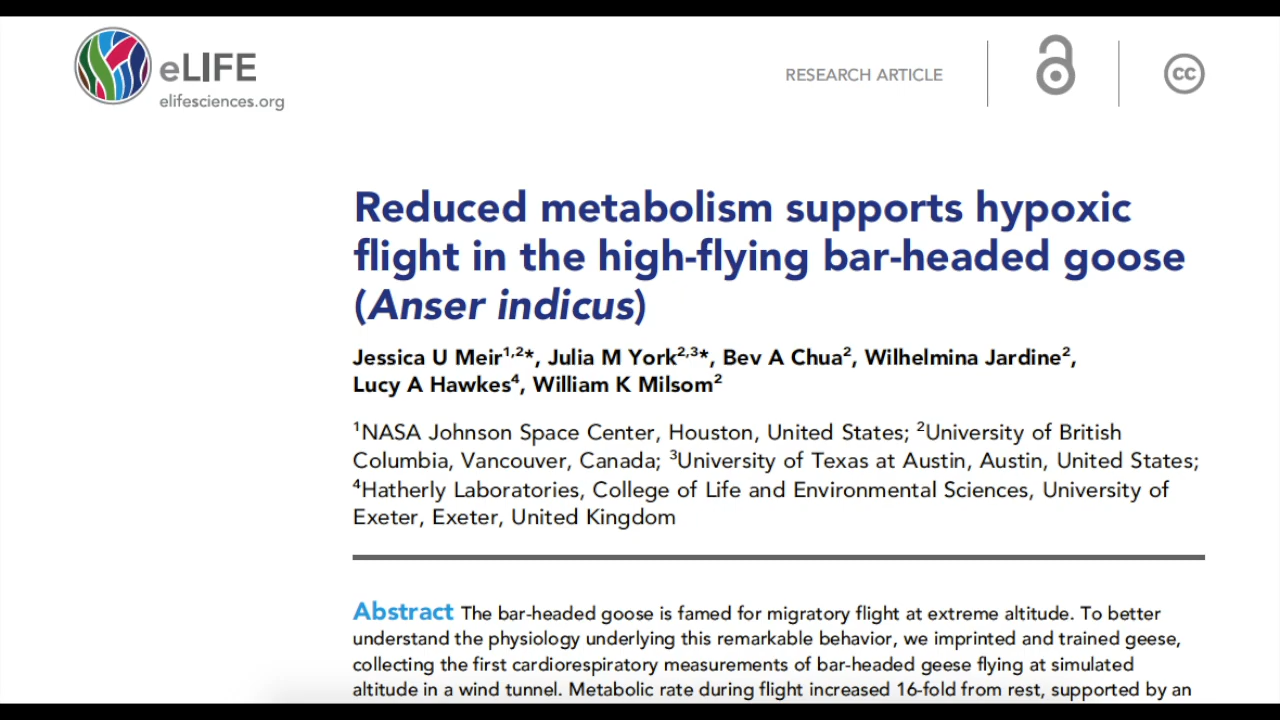 eLIFE
elifesciences.org
RESEARCH ARTICLE
cc
Reduced metabolism supports hypoxic
flight in the high-flying bar-headed goose
(Anser indicus)
Jessica U Meir1,2*, Julia M York2,3*, Bev A Chua2, Wilhelmina Jardine2,
Lucy A Hawkes4, William K Milsom2
1NASA Johnson Space Center, Houston, United States; 2University of British
Columbia, Vancouver, Canada; 3University of Texas at Austin, Austin, United States;
4Hatherly Laboratories, College of Life and Environmental Sciences, University of
Exeter, Exeter, United Kingdom
Abstract The bar-headed goose is famed for migratory flight at extreme altitude. To better
understand the physiology underlying this remarkable behavior, we imprinted and trained geese,
collecting the first cardiorespiratory measurements of bar-headed geese flying at simulated
altitude in a wind tunnel. Metabolic rate during flight increased 16-fold from rest, supported by an